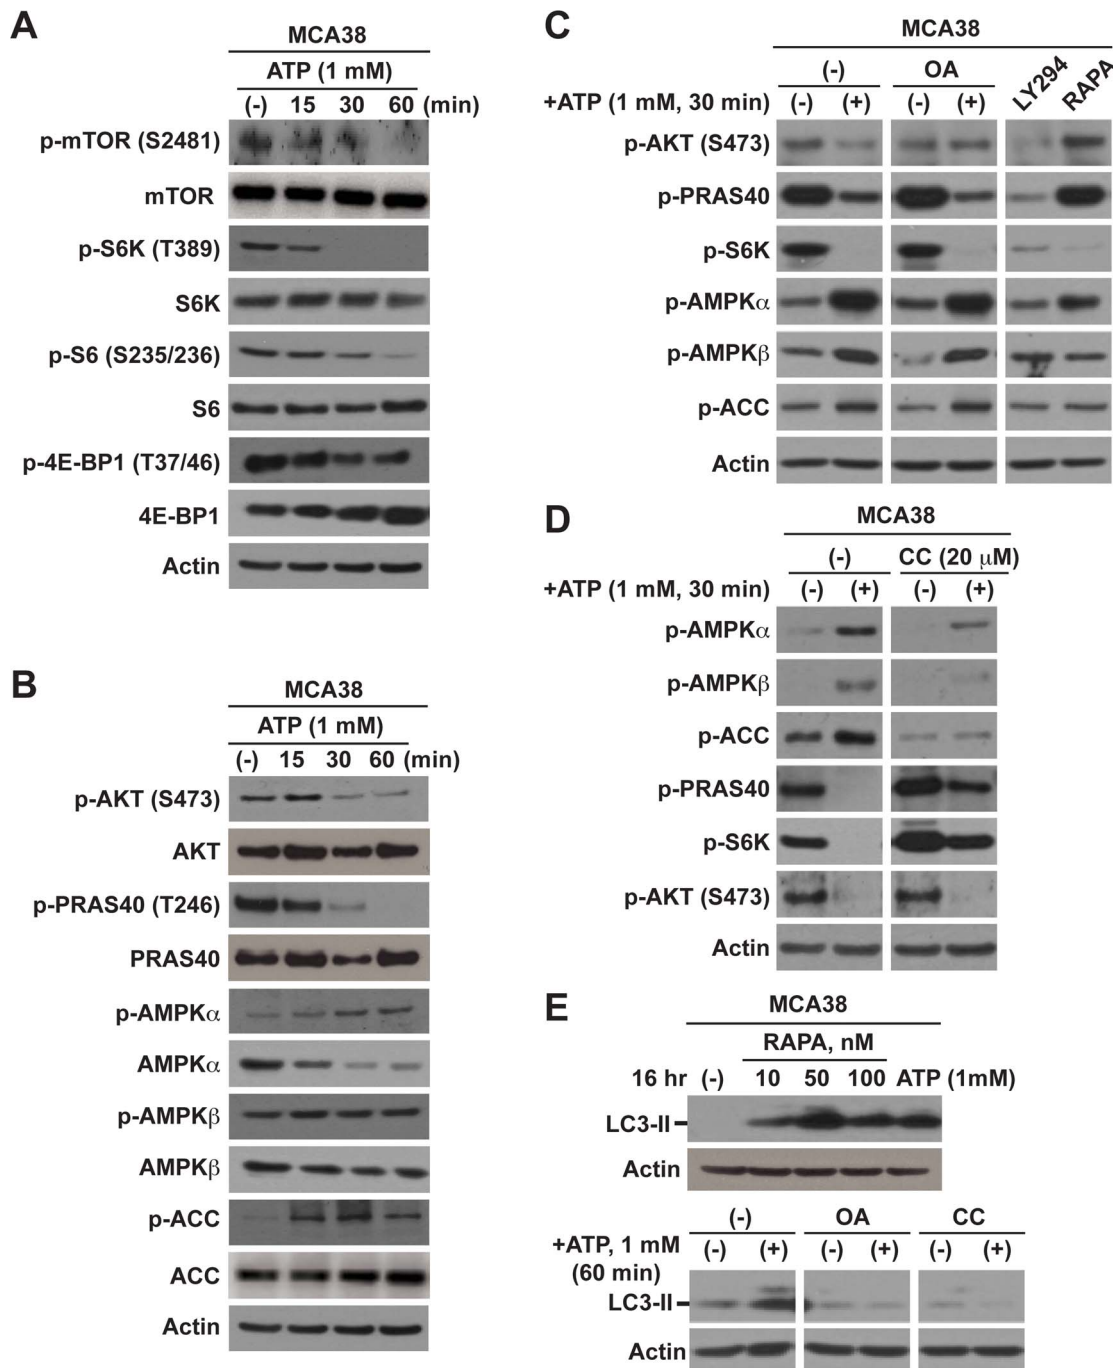 A
MCA38
ATP (1 mM)
(-) 15 30 60 (min)
p-mTOR (S2481)
mTOR
p-S6K (T389)
S6K
p-S6 (S235/236)
S6
p-4E-BP1 (T37/46)
4E-BP1
Actin
B
MCA38
ATP (1 mM)
(-) 15 30 60 (min)
p-AKT (S473)
AKT
p-PRAS40 (T246)
PRAS40
p-AMPKα
AMPKα
p-AMPKβ
AMPKβ
p-ACC
ACC
Actin
C
MCA38
(-) OA LY294 RAPA
+ATP (1 mM, 30 min) (-) (+) (-) (+)
p-AKT (S473)
p-PRAS40
p-S6K
p-AMPKα
p-AMPKβ
p-ACC
Actin
D
MCA38
(-) CC (20 μM)
+ATP (1 mM, 30 min) (-) (+) (-) (+)
p-AMPKα
p-AMPKβ
p-ACC
p-PRAS40
p-S6K
p-AKT (S473)
Actin
E
MCA38
RAPA, nM
16 hr (-) 10 50 100 ATP (1mM)
LC3-II
Actin
(-) OA CC
+ATP, 1 mM (-) (+) (-) (+) (-) (+)
(60 min)
LC3-II
Actin